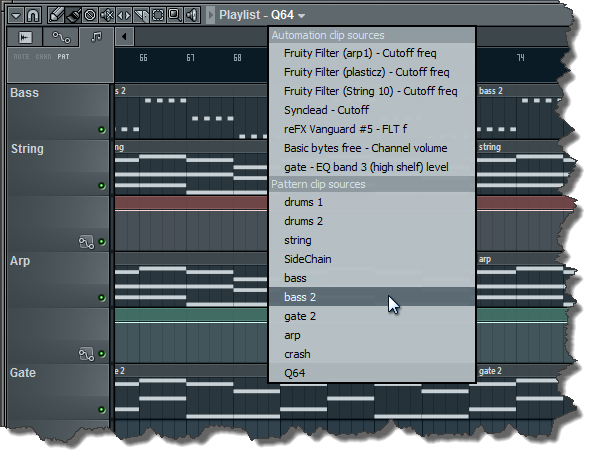 Playlist - Q64
NOTE CHAN PAT
66 67 68 74
Automation clip sources
Fruity Filter (arp1) - Cutoff freq
Fruity Filter (plasticz) - Cutoff freq
Fruity Filter (String 10) - Cutoff freq
Synclead - Cutoff
reFX Vanguard #5 - FLT f
Basic bytes free - Channel volume
gate - EQ band 3 (high shelf) level
Pattern clip sources
drums 1
drums 2
string
SideChain
bass
bass 2
gate 2
arp
crash
Q64
Bass
s 2
bass 2
String
ng
string
Arp
arp
Gate
e 2
gate 2